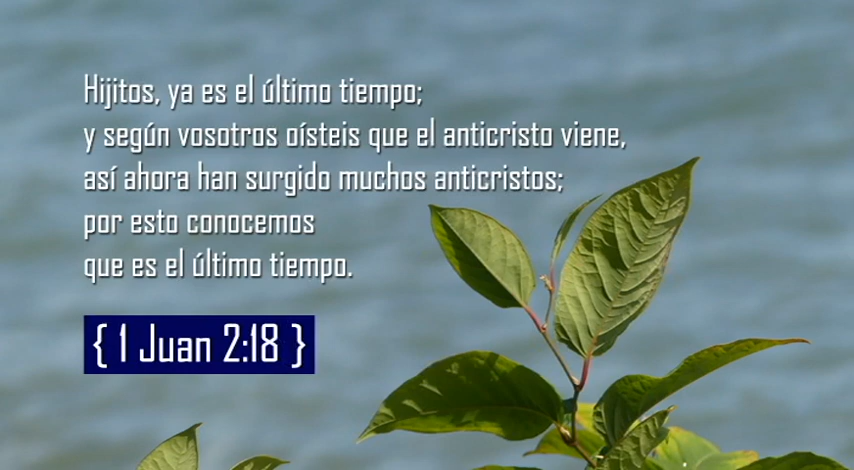 Hijitos, ya es el último tiempo;
y según vosotros oísteis que el anticristo viene,
así ahora han surgido muchos anticristos;
por esto conocemos
que es el último tiempo.
{ 1 Juan 2:18 }